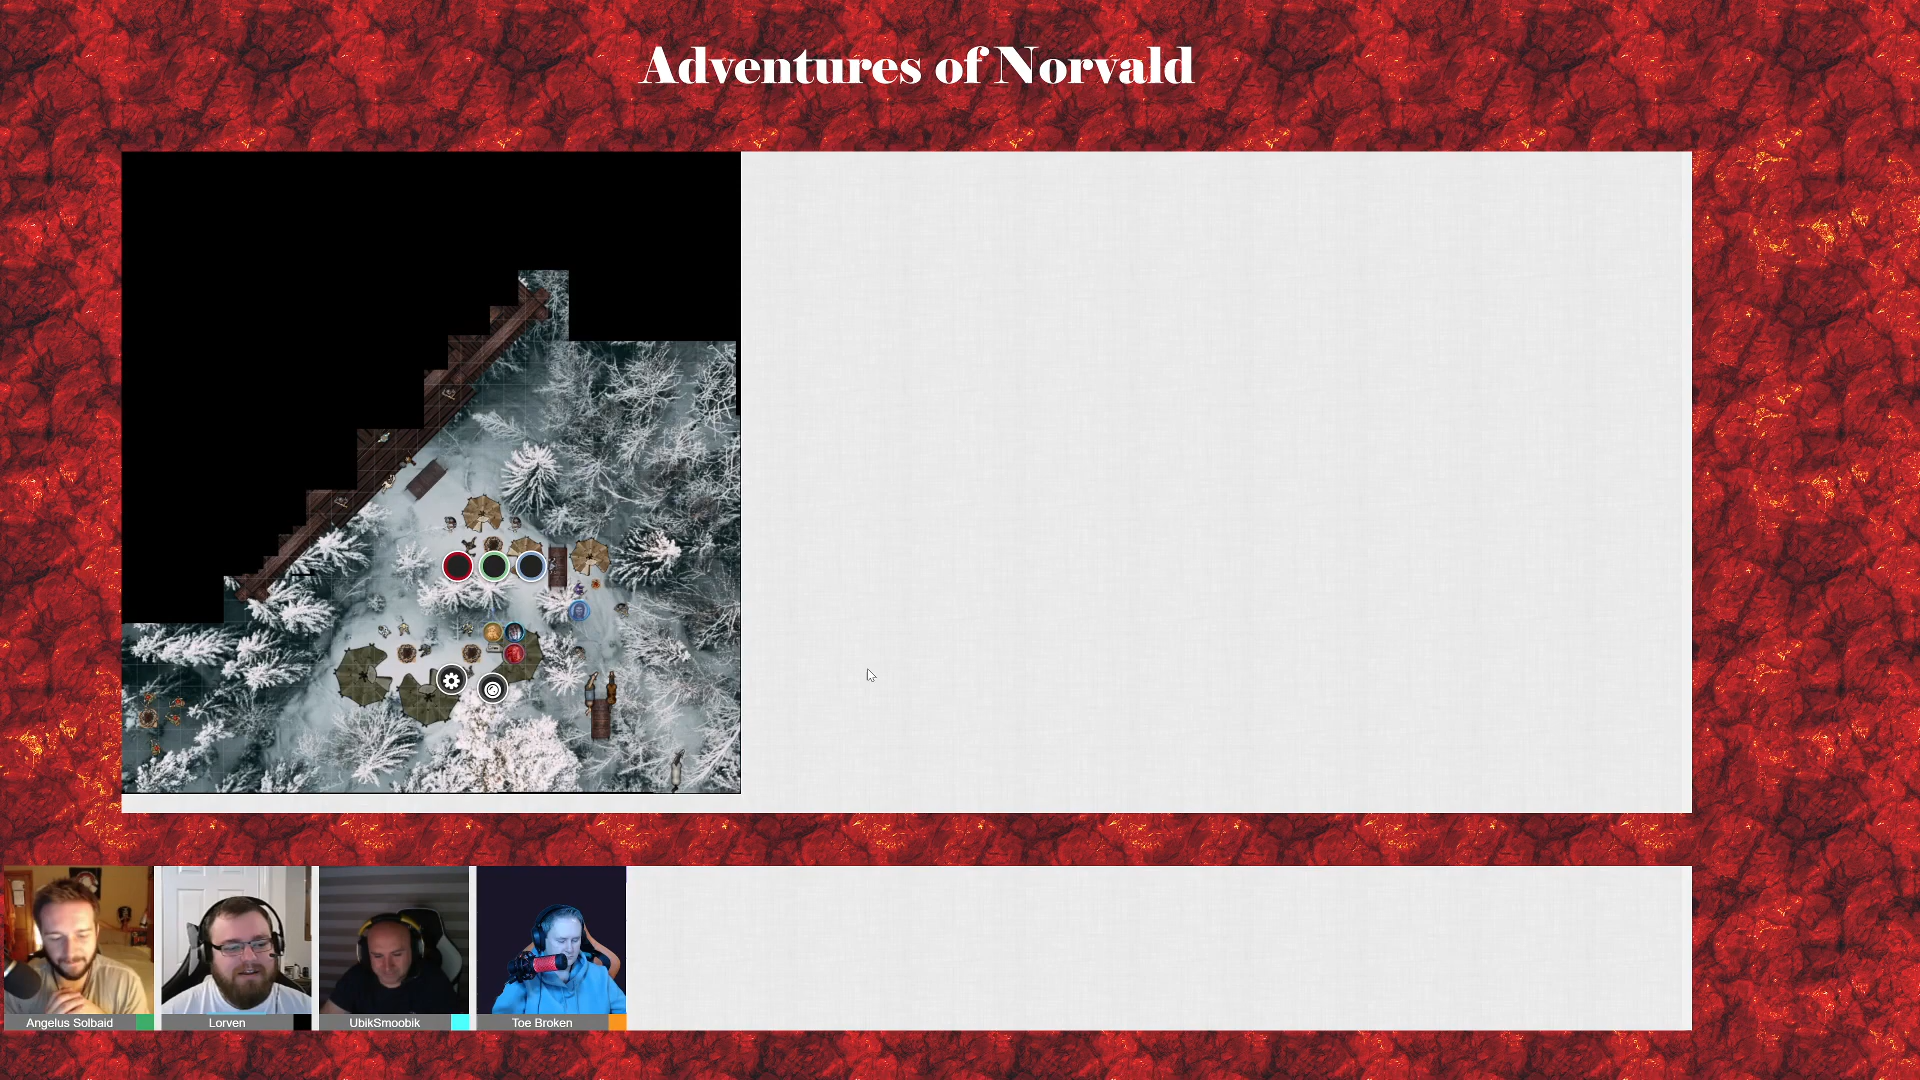 Adventures of Norvald
Angelus Solbaid
Lorven
UbikSmoobik
Toe Broken